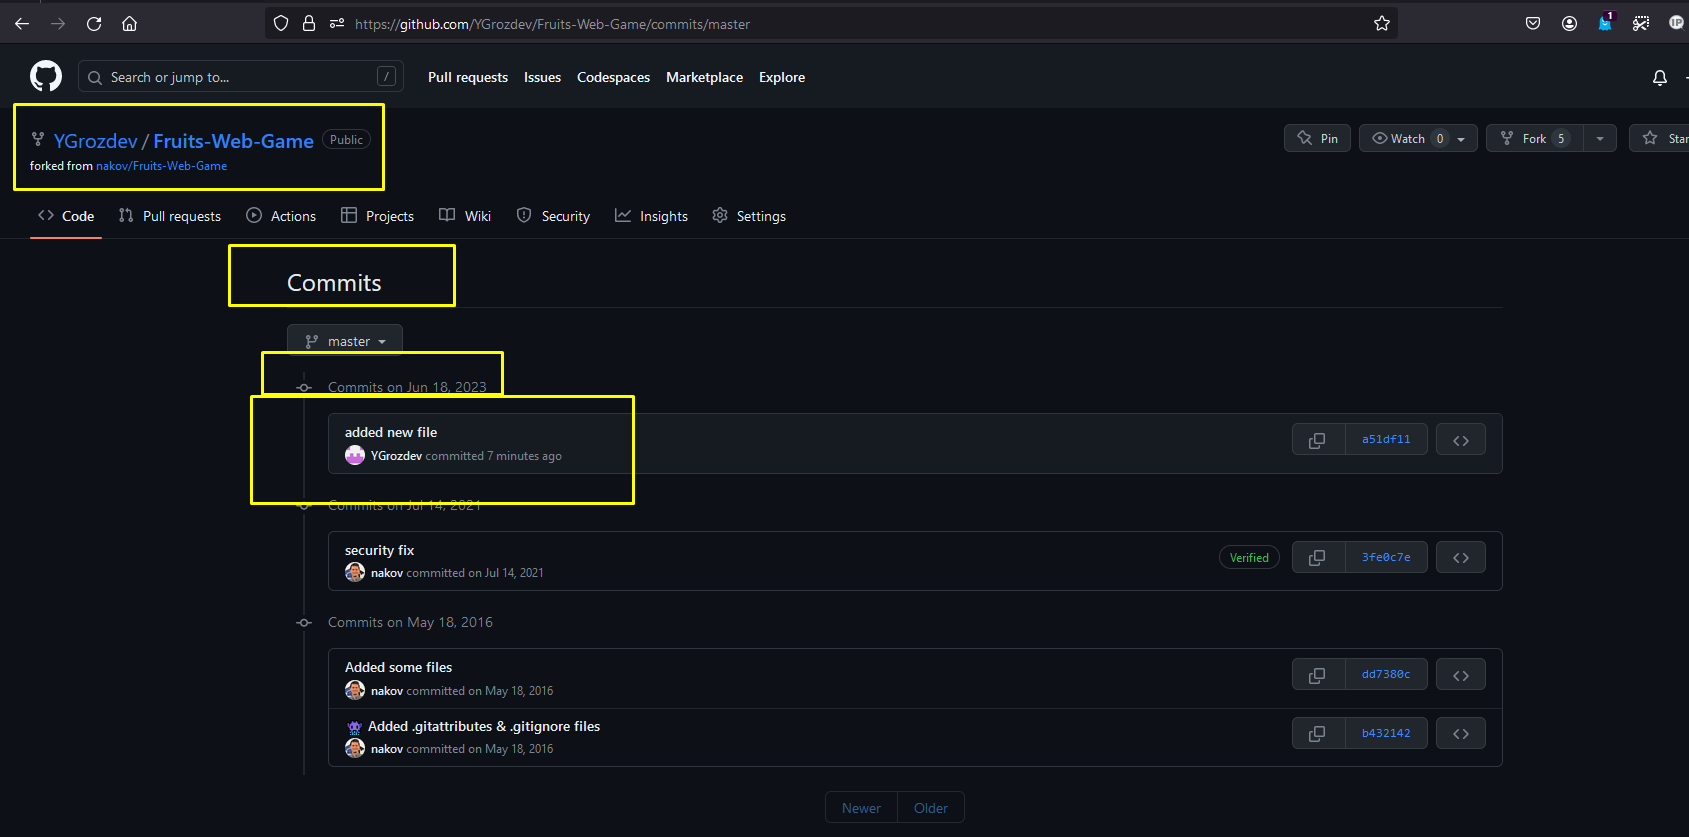 https://github.com/YGrozdev/Fruits-Web-Game/commits/master
1
IP
Search or jump to...
/
Pull requests
Issues
Codespaces
Marketplace
Explore
YGrozdev / Fruits-Web-Game
Public
forked from nakov/Fruits-Web-Game
Pin
Watch 0
Fork 5
Star
Code
Pull requests
Actions
Projects
Wiki
Security
Insights
Settings
Commits
master
Commits on Jun 18, 2023
added new file
YGrozdev committed 7 minutes ago
a51df11
Commits on Jul 14, 2021
security fix
nakov committed on Jul 14, 2021
Verified
3fe0c7e
Commits on May 18, 2016
Added some files
nakov committed on May 18, 2016
dd7380c
Added .gitattributes & .gitignore files
nakov committed on May 18, 2016
b432142
Newer
Older